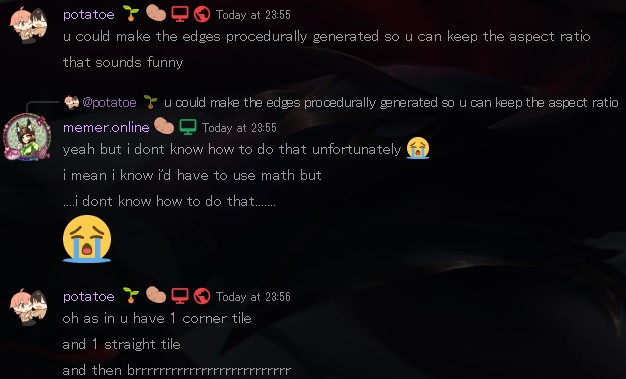 potatoe Today at 23:55
u could make the edges procedurally generated so u can keep the aspect ratio
that sounds funny
@potatoe u could make the edges procedurally generated so u can keep the aspect ratio
memer.online Today at 23:55
yeah but i dont know how to do that unfortunately 😭
i mean i know i'd have to use math but
....i dont know how to do that.......
😭
potatoe Today at 23:56
oh as in u have 1 corner tile
and 1 straight tile
and then brrrrrrrrrrrrrrrrrrrrrrrrrr